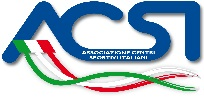 ACSI
ASSOCIAZIONE CENTRI
SPORTIVI ITALIANI